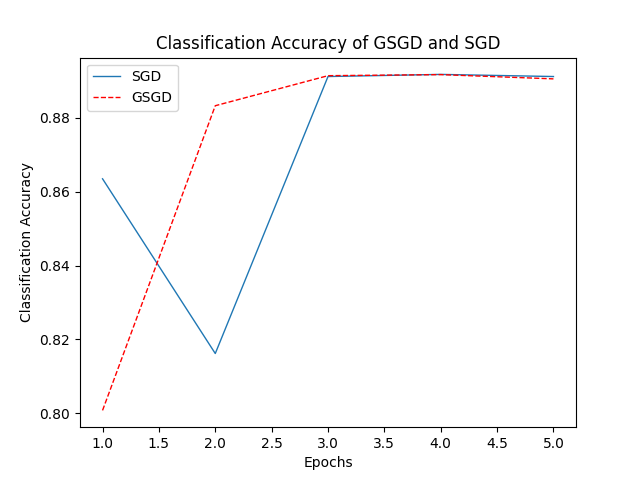 Classification Accuracy of GSGD and SGD
SGD
GSGD
0.88
0.86
0.84
0.82
0.80
Classification Accuracy
1.0 1.5 2.0 2.5 3.0 3.5 4.0 4.5 5.0
Epochs